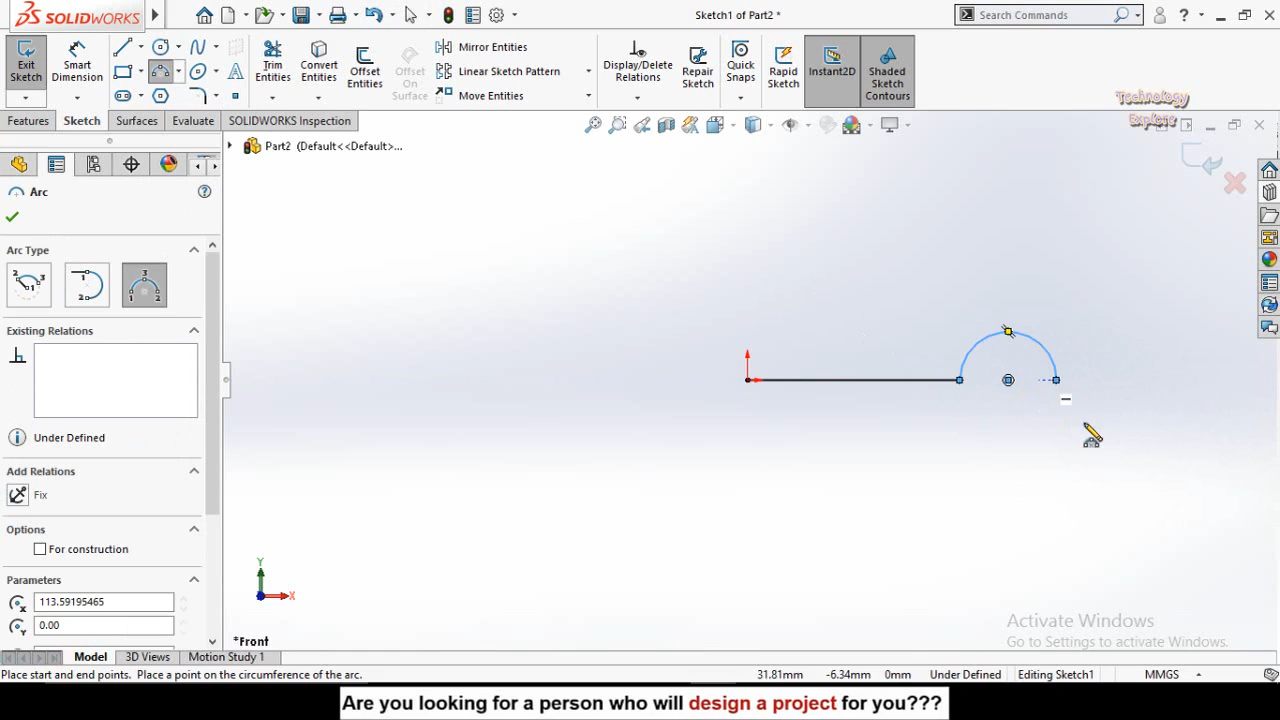 SOLIDWORKS
Sketch1 of Part2 *
Search Commands
Exit Sketch
Smart Dimension
Trim Entities
Convert Entities
Offset Entities
Offset On Surface
Mirror Entities
Linear Sketch Pattern
Move Entities
Display/Delete Relations
Repair Sketch
Quick Snaps
Rapid Sketch
Instant2D
Shaded Sketch Contours
Technology
Explore
Features
Sketch
Surfaces
Evaluate
SOLIDWORKS Inspection
Part2 (Default<<Default>...
Arc
Arc Type
Existing Relations
Under Defined
Add Relations
Fix
Options
For construction
Parameters
113.59195465
0.00
Y
X
*Front
Activate Windows
Go to Settings to activate Windows.
Model
3D Views
Motion Study 1
Place start and end points. Place a point on the circumference of the arc.
31.81mm
-6.34mm
0mm
Under Defined
Editing Sketch1
MMGS
Are you looking for a person who will design a project for you???